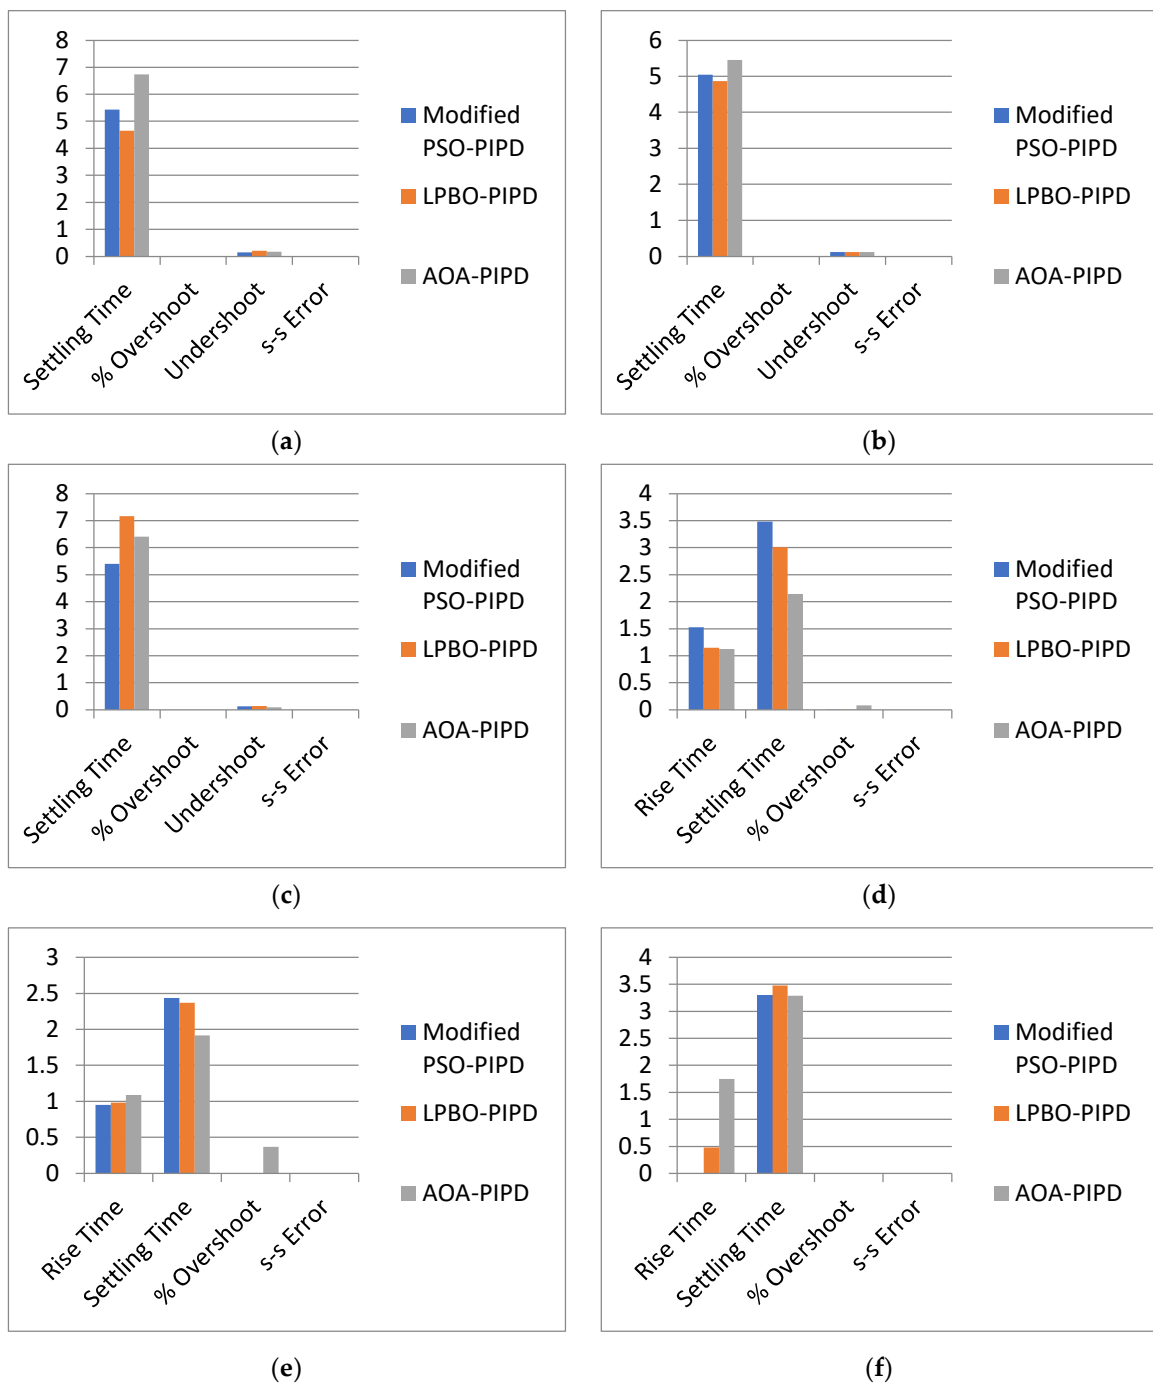 8
7
6
5
4
3
2
1
0
Settling Time
% Overshoot
Undershoot
s-s Error
Modified
PSO-PIPD
LPBO-PIPD
AOA-PIPD
(a)
6
5
4
3
2
1
0
Settling Time
% Overshoot
Undershoot
s-s Error
Modified
PSO-PIPD
LPBO-PIPD
AOA-PIPD
(b)
8
7
6
5
4
3
2
1
0
Settling Time
% Overshoot
Undershoot
s-s Error
Modified
PSO-PIPD
LPBO-PIPD
AOA-PIPD
(c)
4
3.5
3
2.5
2
1.5
1
0.5
0
Rise Time
Settling Time
% Overshoot
s-s Error
Modified
PSO-PIPD
LPBO-PIPD
AOA-PIPD
(d)
3
2.5
2
1.5
1
0.5
0
Rise Time
Settling Time
% Overshoot
s-s Error
Modified
PSO-PIPD
LPBO-PIPD
AOA-PIPD
(e)
4
3.5
3
2.5
2
1.5
1
0.5
0
Rise Time
Settling Time
% Overshoot
s-s Error
Modified
PSO-PIPD
LPBO-PIPD
AOA-PIPD
(f)